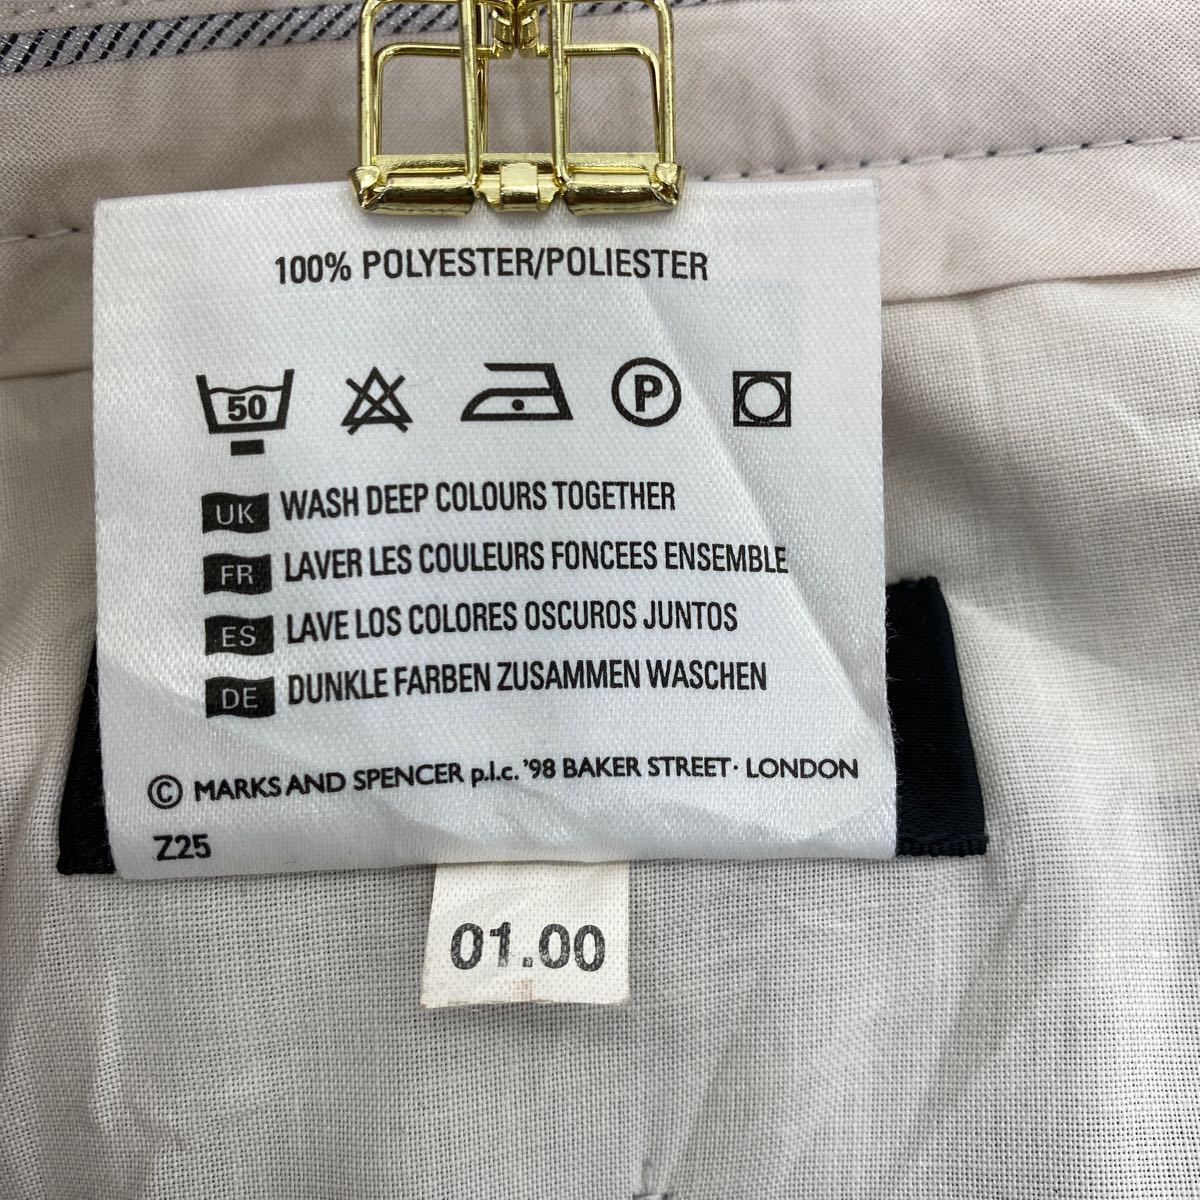 100% POLYESTER/POLIESTER
50 P
UK WASH DEEP COLOURS TOGETHER
FR LAVER LES COULEURS FONCEES ENSEMBLE
ES LAVE LOS COLORES OSCUROS JUNTOS
DE DUNKLE FARBEN ZUSAMMEN WASCHEN
© MARKS AND SPENCER p.l.c. '98 BAKER STREET · LONDON
Z25
01.00